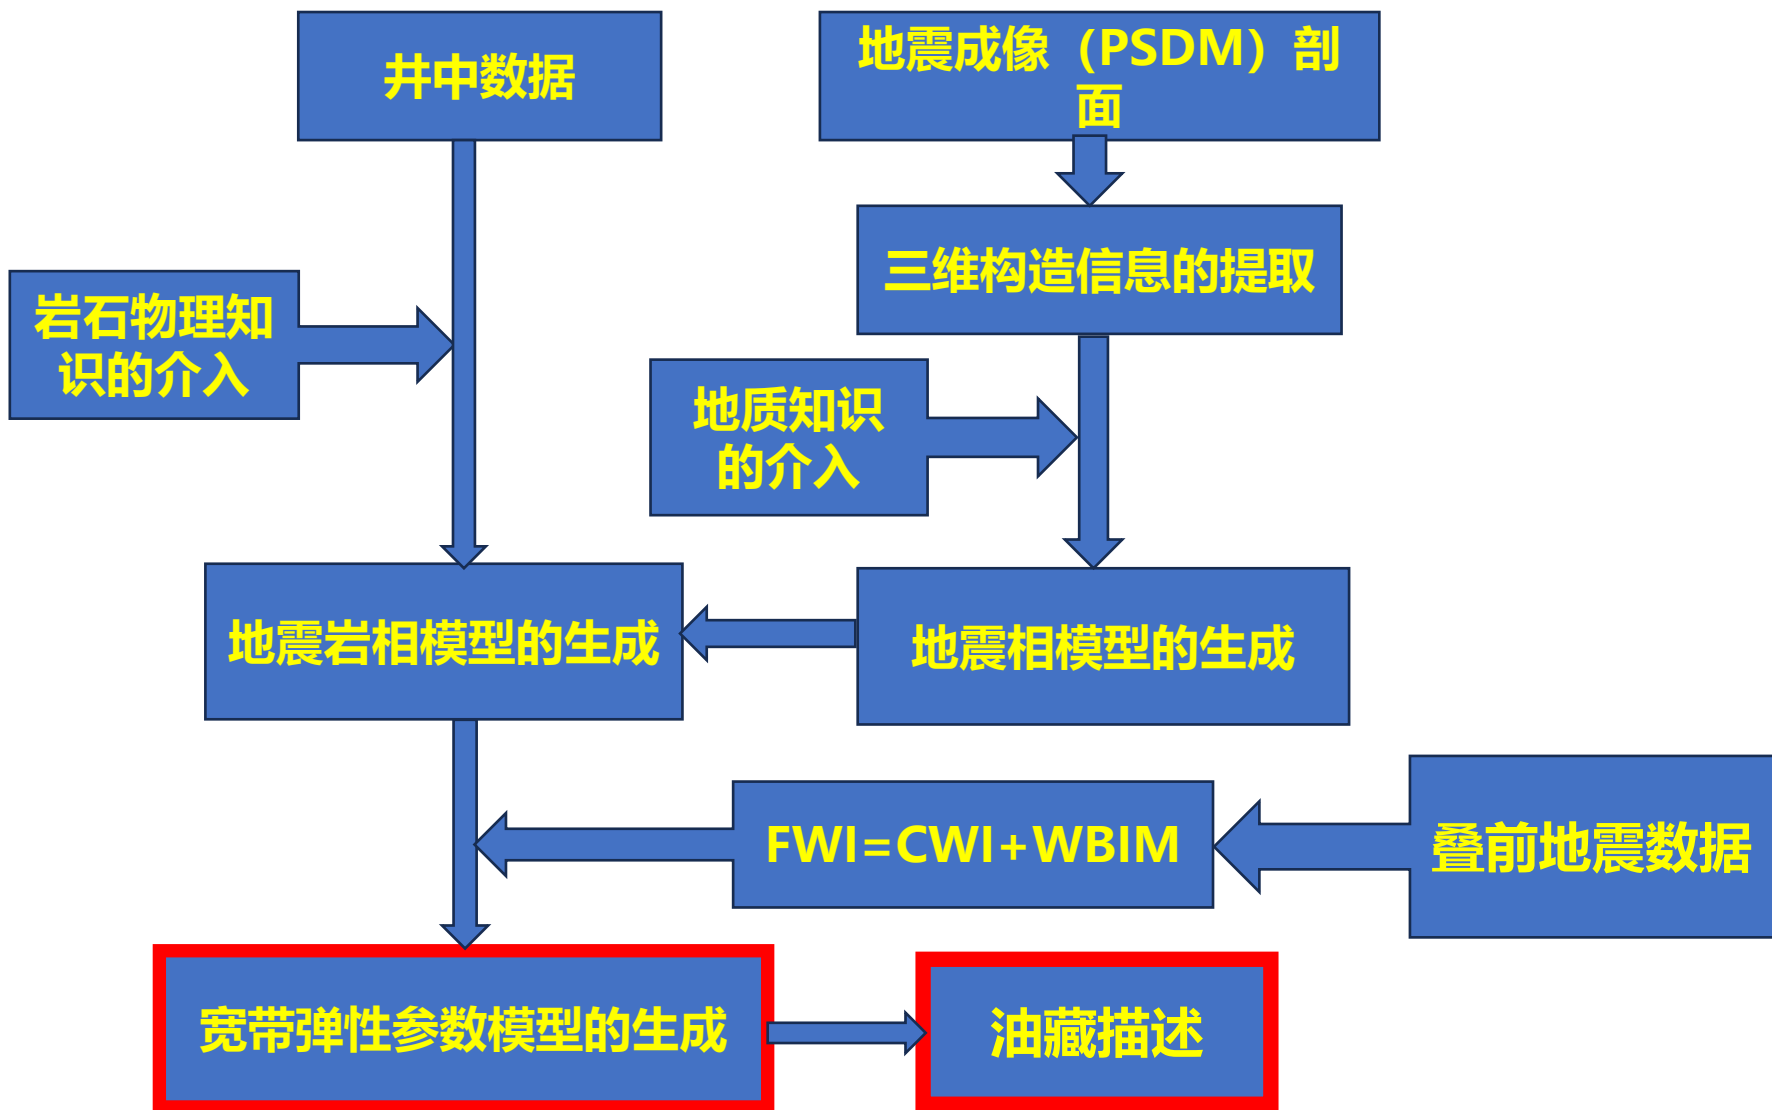 井中数据
地震成像（PSDM）剖
面
三维构造信息的提取
岩石物理知
识的介入
地质知识
的介入
地震岩相模型的生成
地震相模型的生成
FWI=CWI+WBIM
叠前地震数据
宽带弹性参数模型的生成
油藏描述